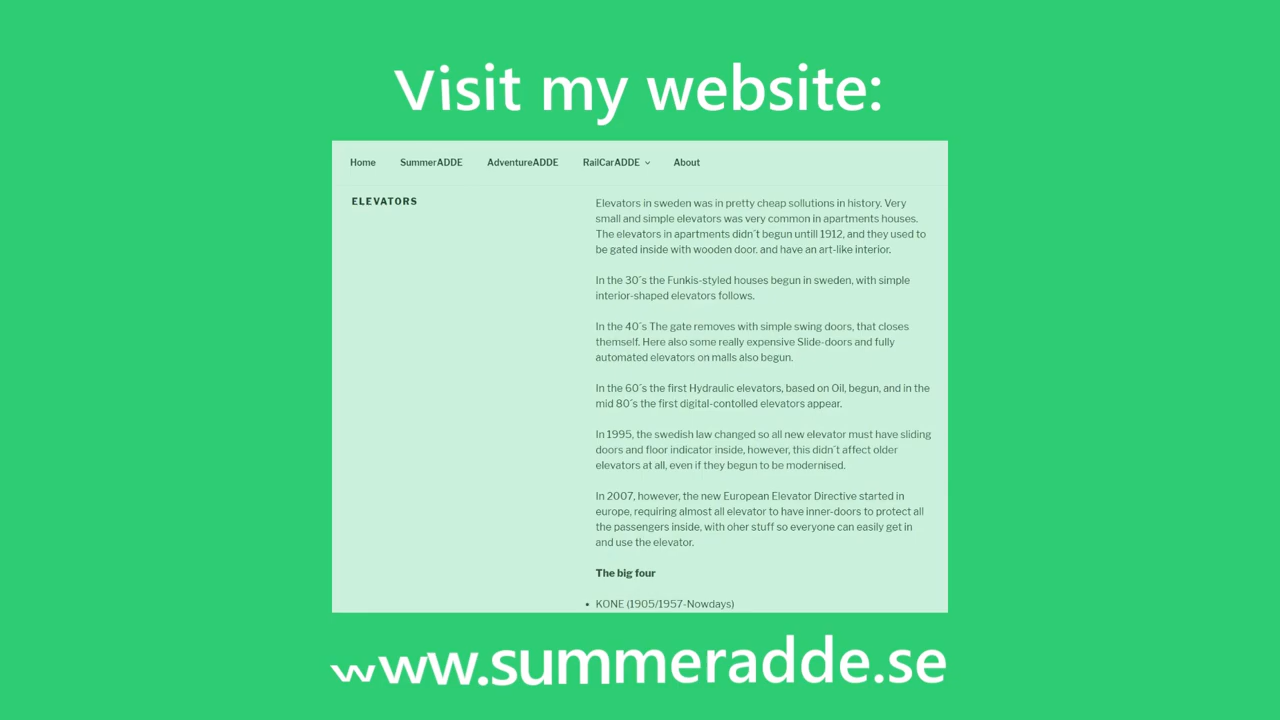 Visit my website:
Home SummerADDE AdventureADDE RailCarADDE About
ELEVATORS
Elevators in sweden was in pretty cheap sollutions in history. Very
small and simple elevators was very common in apartments houses.
The elevators in apartments didn´t begun untill 1912, and they used to
be gated inside with wooden door. and have an art-like interior.
In the 30´s the Funkis-styled houses begun in sweden, with simple
interior-shaped elevators follows.
In the 40´s The gate removes with simple swing doors, that closes
themself. Here also some really expensive Slide-doors and fully
automated elevators on malls also begun.
In the 60´s the first Hydraulic elevators, based on Oil, begun, and in the
mid 80´s the first digital-contolled elevators appear.
In 1995, the swedish law changed so all new elevator must have sliding
doors and floor indicator inside, however, this didn´t affect older
elevators at all, even if they begun to be modernised.
In 2007, however, the new European Elevator Directive started in
europe, requiring almost all elevator to have inner-doors to protect all
the passengers inside, with oher stuff so everyone can easily get in
and use the elevator.
The big four
• KONE (1905/1957-Nowdays)
www.summeradde.se